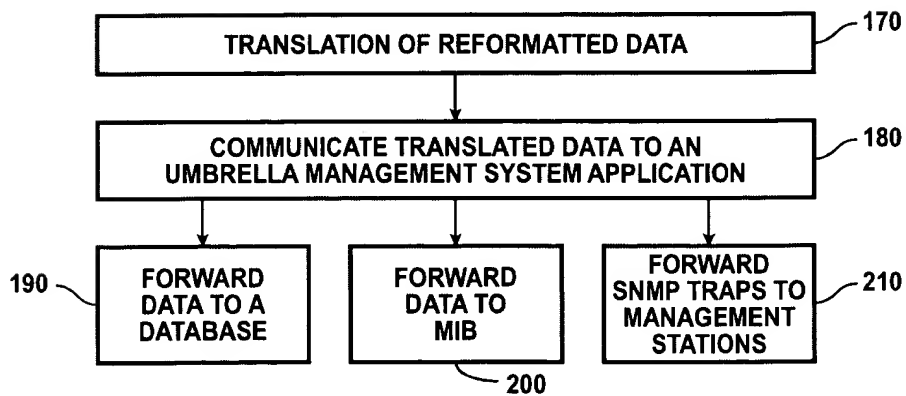 TRANSLATION OF REFORMATTED DATA
170
COMMUNICATE TRANSLATED DATA TO AN
UMBRELLA MANAGEMENT SYSTEM APPLICATION
180
190
FORWARD
DATA TO A
DATABASE
FORWARD
DATA TO
MIB
200
FORWARD
SNMP TRAPS TO
MANAGEMENT
STATIONS
210